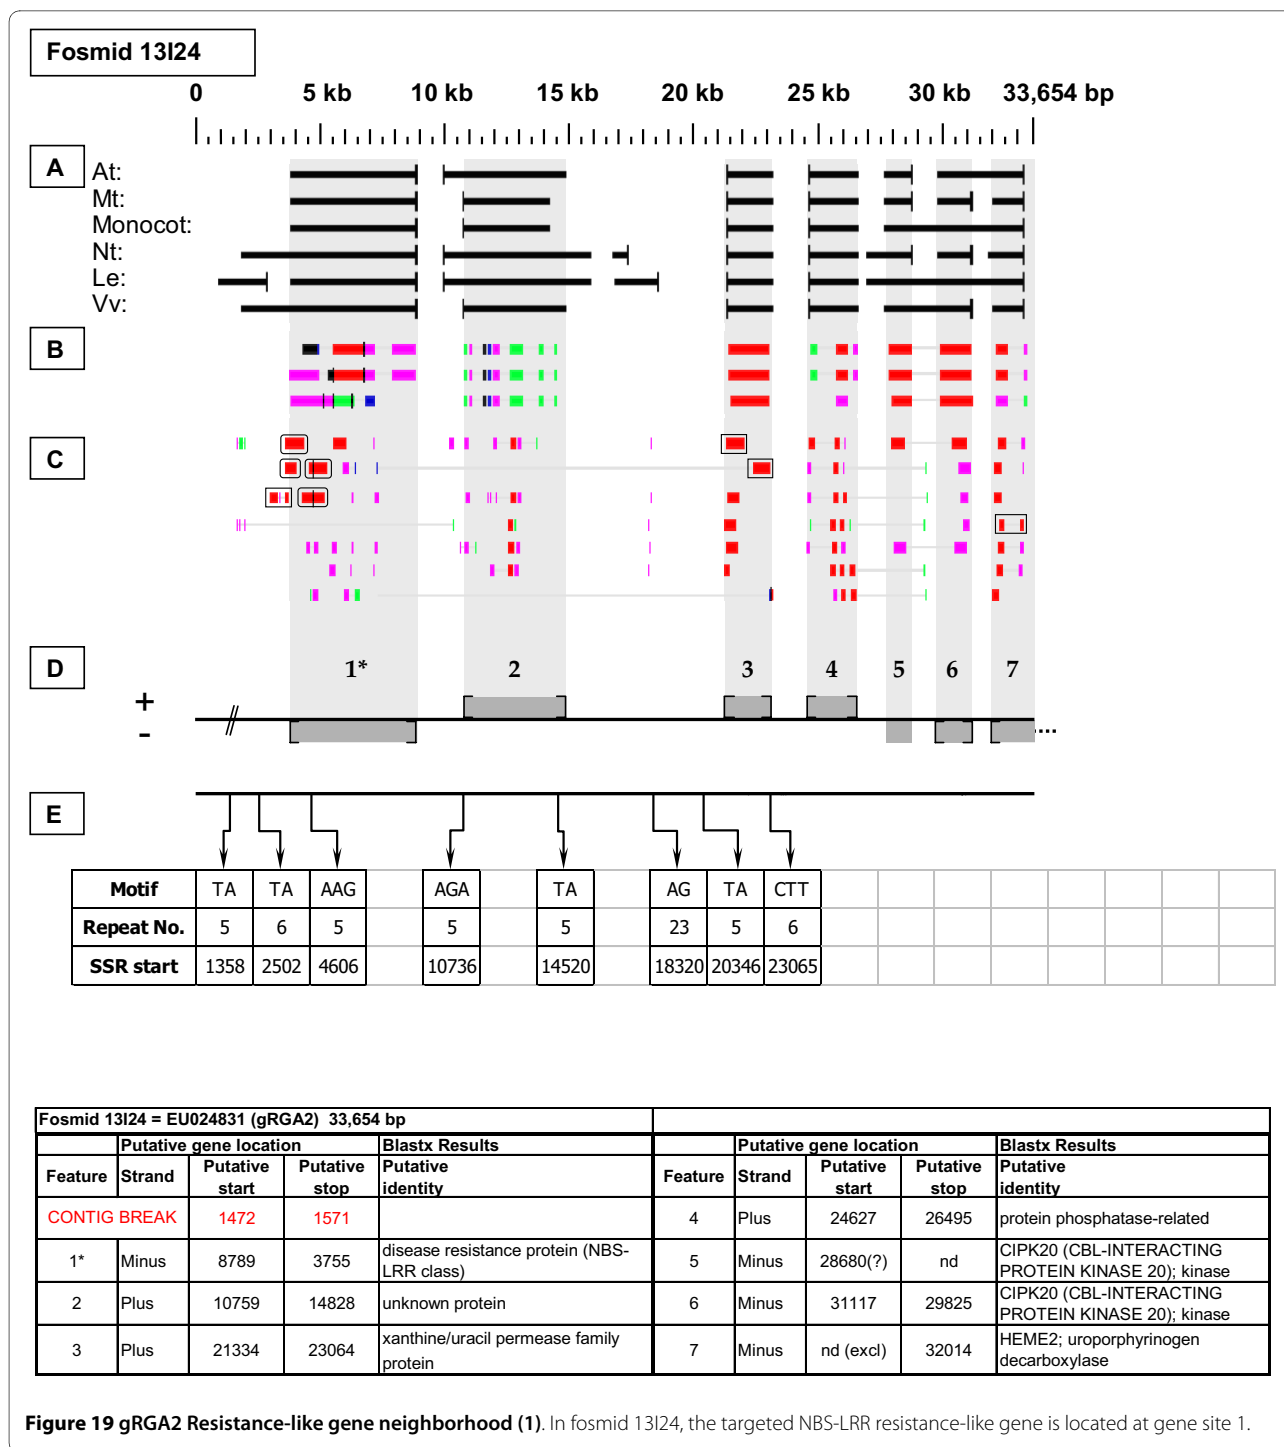 Fosmid 13I24
0 5 kb 10 kb 15 kb 20 kb 25 kb 30 kb 33,654 bp
A
At:
Mt:
Monocot:
Nt:
Le:
Vv:
B
C
D
1* 2 3 4 5 6 7
+
-
E
Motif TA TA AAG AGA TA AG TA CTT
Repeat No. 5 6 5 5 5 23 5 6
SSR start 1358 2502 4606 10736 14520 18320 20346 23065
Fosmid 13I24 = EU024831 (gRGA2) 33,654 bp
Putative gene location Blastx Results Putative gene location Blastx Results
Feature Strand Putative start Putative stop Putative identity Feature Strand Putative start Putative stop Putative identity
CONTIG BREAK 1472 1571 4 Plus 24627 26495 protein phosphatase-related
1* Minus 8789 3755 disease resistance protein (NBS-LRR class) 5 Minus 28680(?) nd CIPK20 (CBL-INTERACTING PROTEIN KINASE 20); kinase
2 Plus 10759 14828 unknown protein 6 Minus 31117 29825 CIPK20 (CBL-INTERACTING PROTEIN KINASE 20); kinase
3 Plus 21334 23064 xanthine/uracil permease family protein 7 Minus nd (excl) 32014 HEME2; uroporphyrinogen decarboxylase
Figure 19 gRGA2 Resistance-like gene neighborhood (1). In fosmid 13I24, the targeted NBS-LRR resistance-like gene is located at gene site 1.